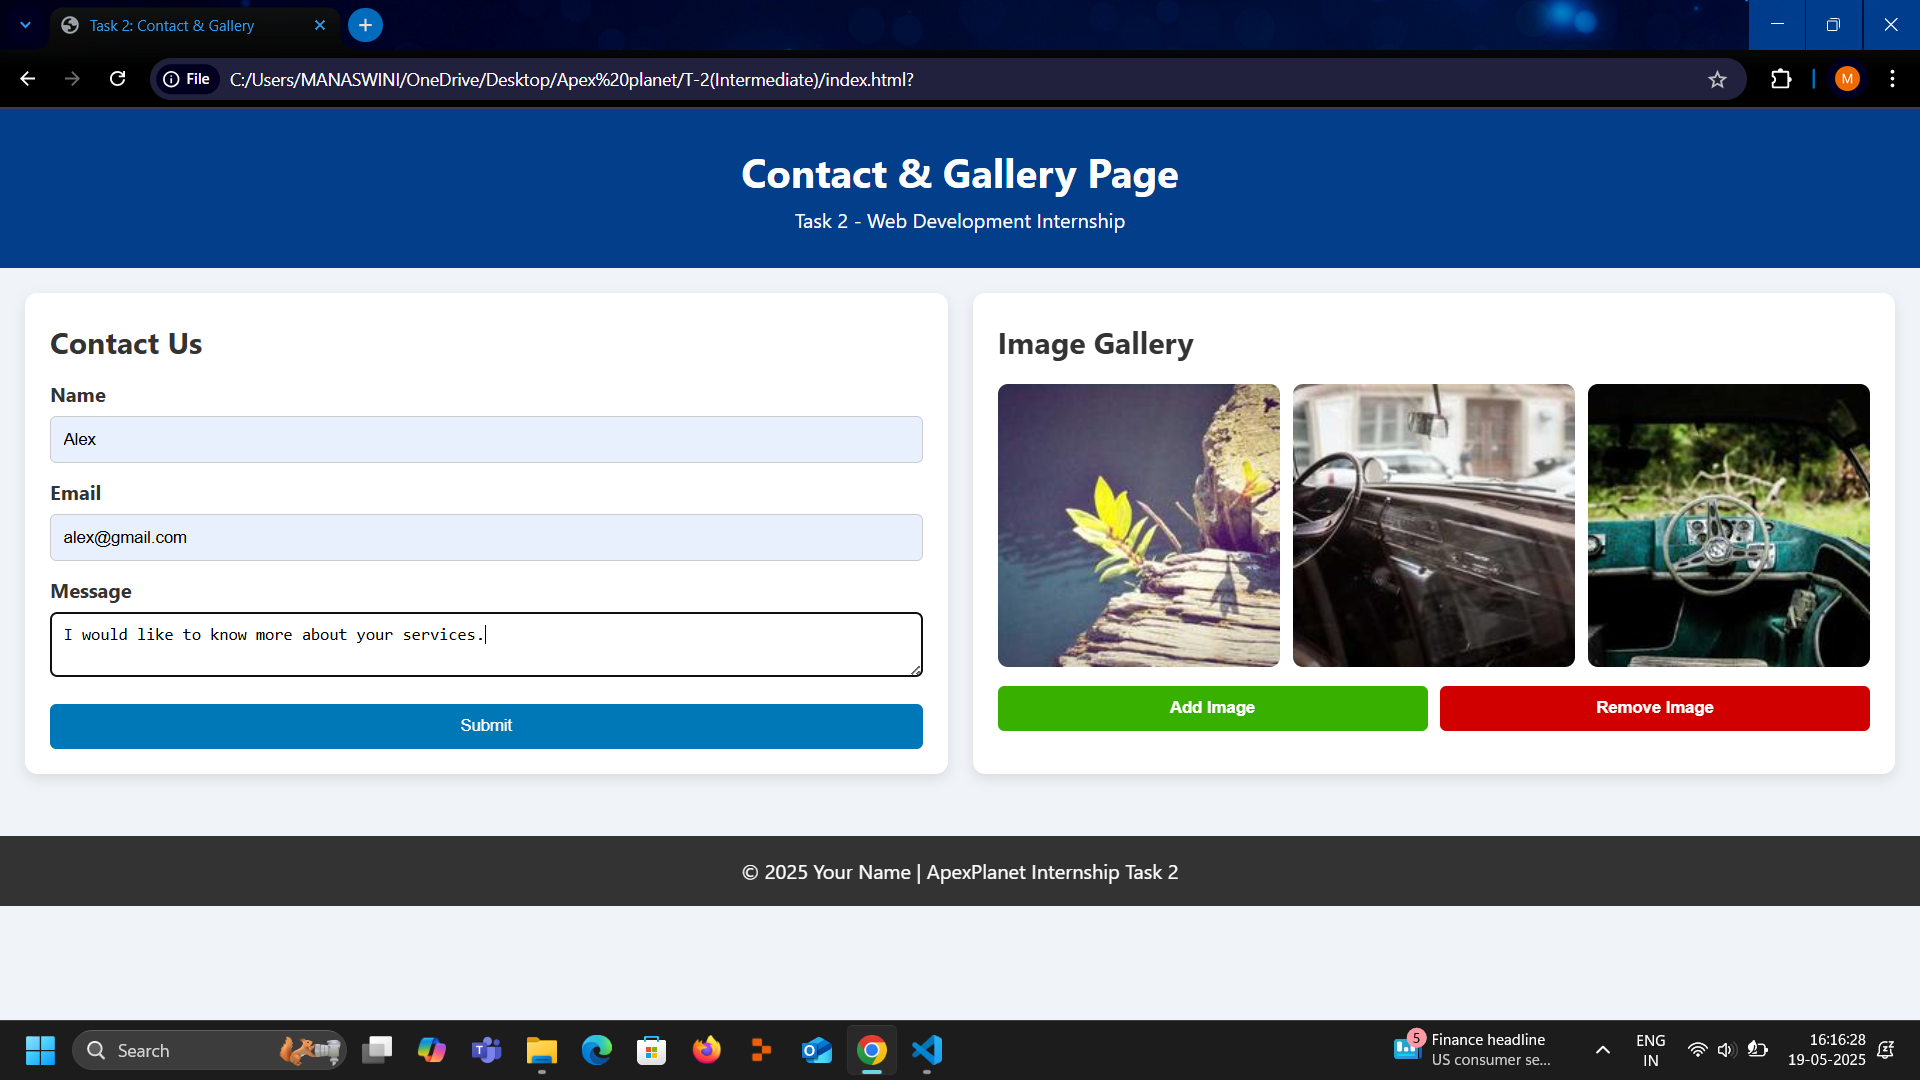 Task 2: Contact & Gallery
File
C:/Users/MANASWINI/OneDrive/Desktop/Apex%20planet/T-2(Intermediate)/index.html?
M
Contact & Gallery Page
Task 2 - Web Development Internship
Contact Us
Name
Alex
Email
alex@gmail.com
Message
I would like to know more about your services.
Submit
Image Gallery
Add Image
Remove Image
© 2025 Your Name | ApexPlanet Internship Task 2
Search
5
Finance headline
US consumer se...
ENG
IN
16:16:28
19-05-2025